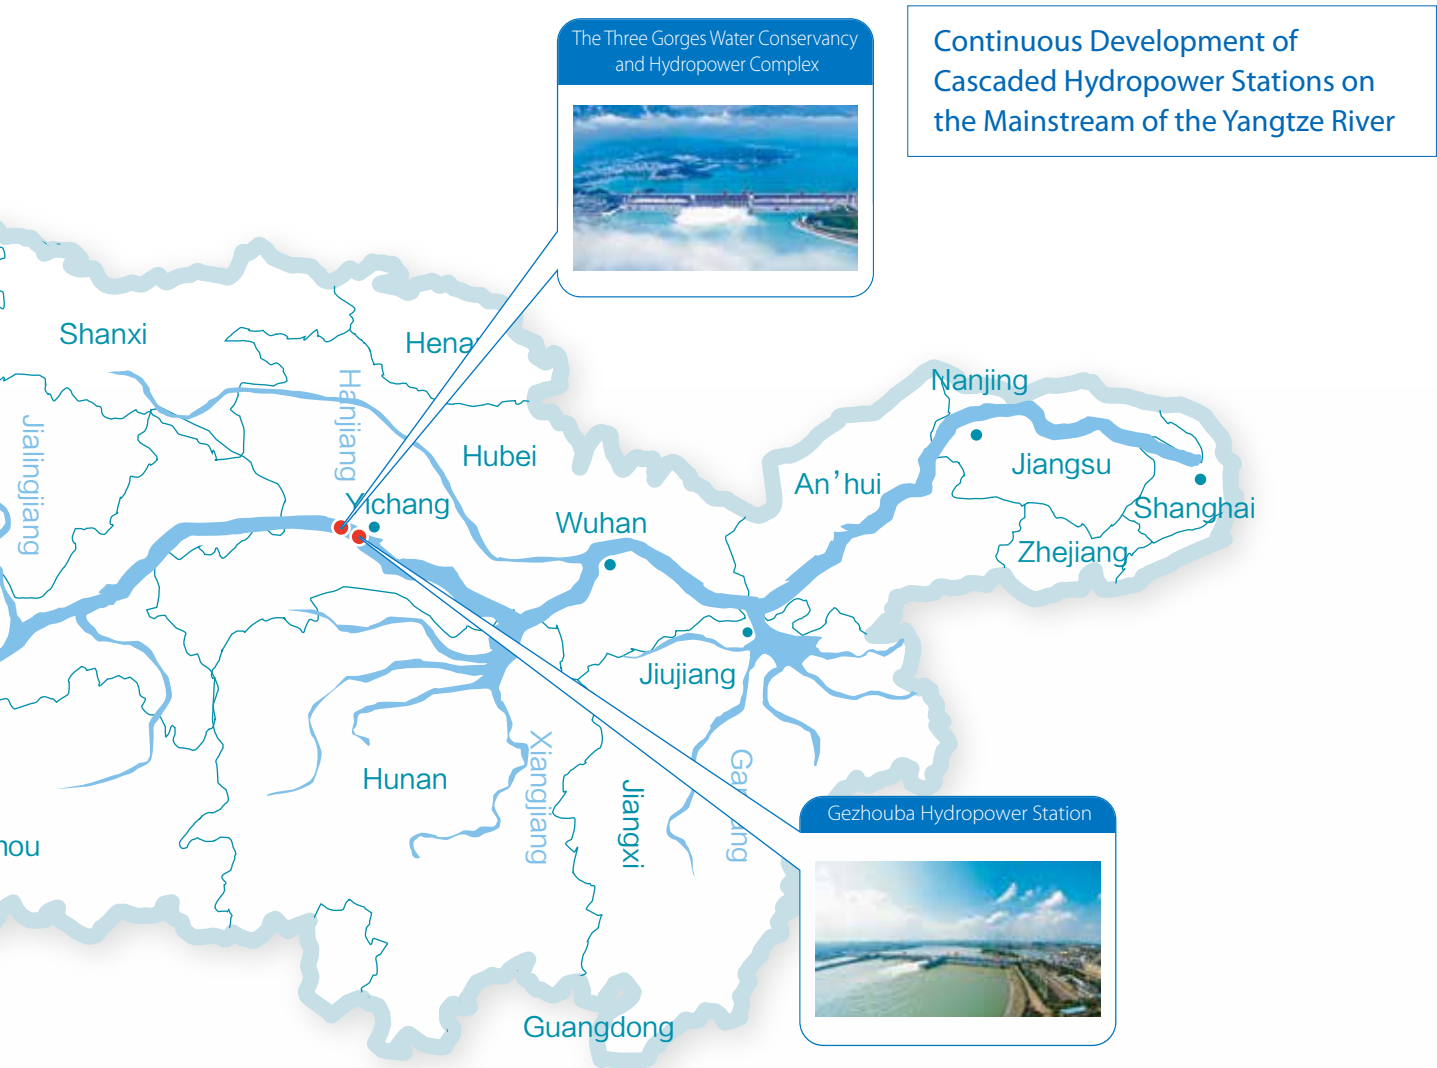 The Three Gorges Water Conservancy
and Hydropower Complex
Continuous Development of
Cascaded Hydropower Stations on
the Mainstream of the Yangtze River
Shanxi
Henan
Hanjiang
Jialingjiang
Nanjing
Hubei
Jiangsu
An’hui
Yichang
Shanghai
Wuhan
Zhejiang
Jiujiang
Xiangjiang
Hunan
Jiangxi
Gezhouba Hydropower Station
hou
Guangdong